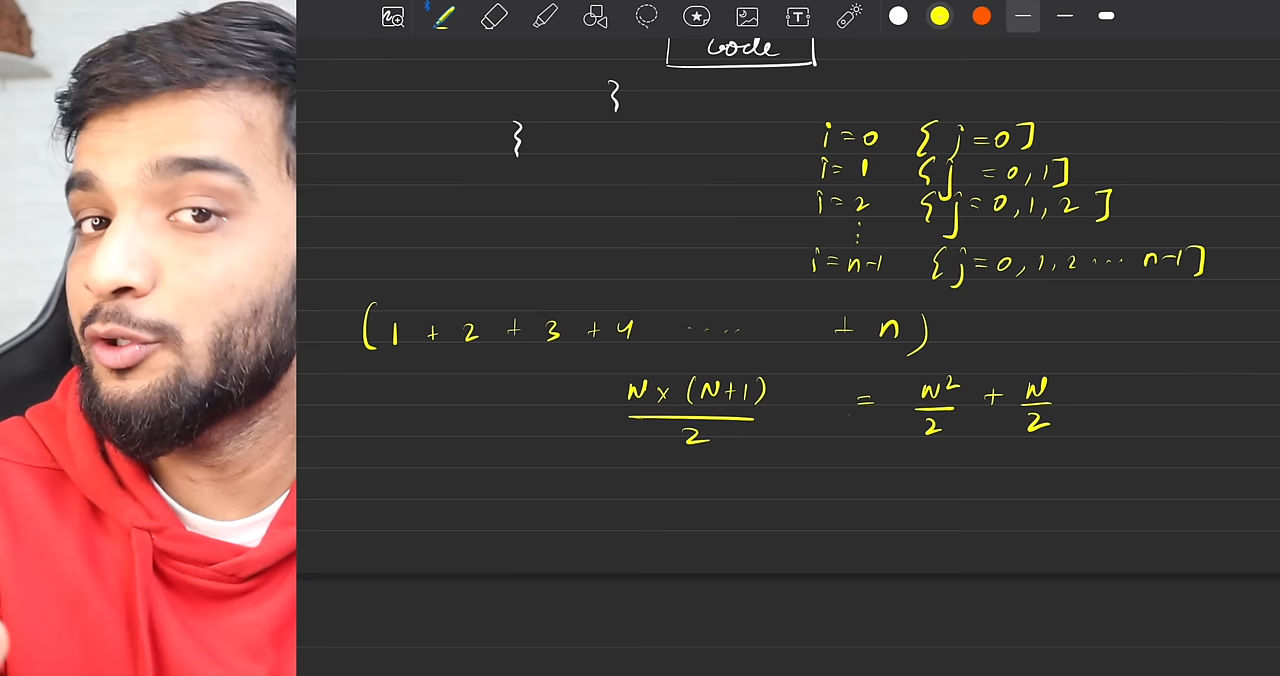 code
}
}
i = 0 { j = 0 ]
i = 1 { j = 0, 1 ]
i = 2 { j = 0, 1, 2 ]
⋮
i = n-1 { j = 0, 1, 2 .... n-1 ]
( 1 + 2 + 3 + 4 ..... + n )
N × (N+1) / 2 = N² / 2 + N / 2